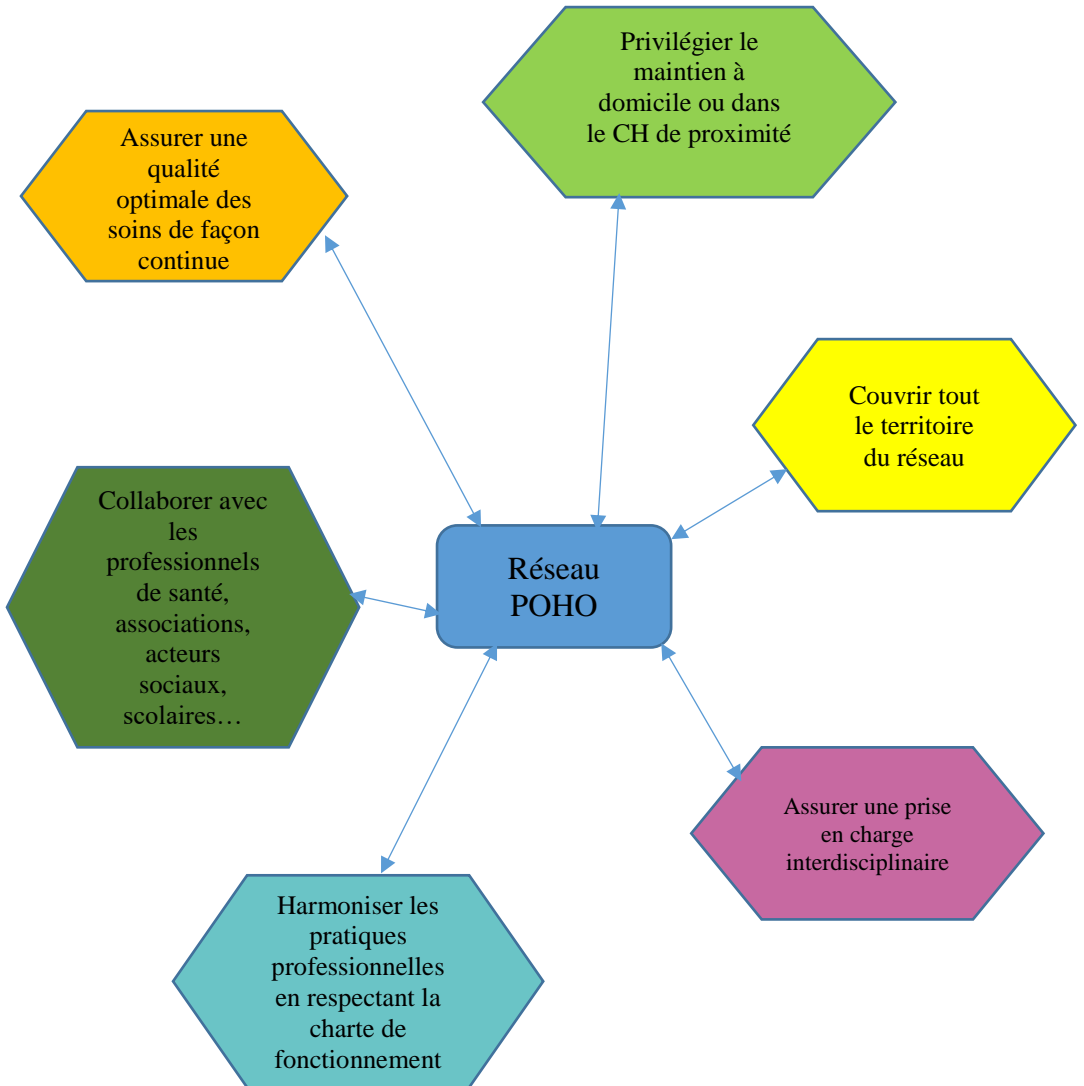 Privilégier le
maintien à
domicile ou dans
le CH de proximité
Assurer une
qualité
optimale des
soins de façon
continue
Couvrir tout
le territoire
du réseau
Collaborer avec
les
professionnels
de santé,
associations,
acteurs
sociaux,
scolaires…
Réseau
POHO
Assurer une prise
en charge
interdisciplinaire
Harmoniser les
pratiques
professionnelles
en respectant la
charte de
fonctionnement